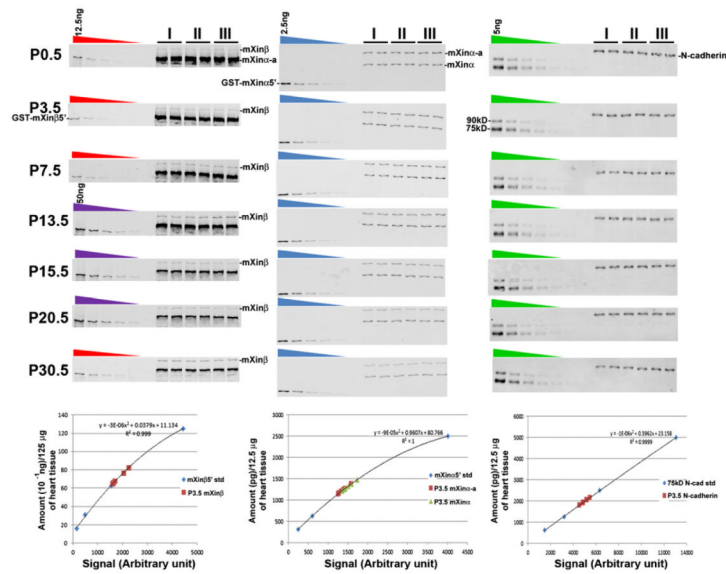 12.5ng
I II III
2.5ng
I II III
5ng
I II III
P0.5
-mXinβ
-mXinα-a
GST-mXinα5'-
-mXinα-a
-mXinα
-N-cadherin
P3.5
GST-mXinβ5'-
-mXinβ
90kD-
75kD-
P7.5
-mXinβ
50ng
P13.5
-mXinβ
P15.5
-mXinβ
P20.5
-mXinβ
P30.5
-mXinβ
Amount (10⁻¹ng)/125 µg
of heart tissue
140
120
100
80
60
40
20
0
y = -3E-06x² + 0.0379x + 11.134
R² = 0.999
mXinβ5' std
P3.5 mXinβ
0 1000 2000 3000 4000 5000
Signal (Arbitrary unit)
Amount (pg)/12.5 µg
of heart tissue
3000
2500
2000
1500
1000
500
0
y = -9E-05x² + 0.9607x + 80.766
R² = 1
mXinα5' std
P3.5 mXinα-a
P3.5 mXinα
0 1000 2000 3000 4000 5000
Signal (Arbitrary unit)
Amount (pg)/12.5 µg
of heart tissue
6000
5000
4000
3000
2000
1000
0
y = -1E-06x² + 0.3962x + 23.158
R² = 0.9999
75kD N-cad std
P3.5 N-cadherin
0 5000 10000 15000
Signal (Arbitrary unit)